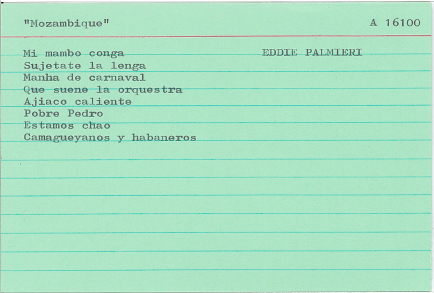 "Mozambique" A 16100
Mi mambo conga EDDIE PALMIERI
Sujetate la lenga
Manha de carnaval
Que suene la orquestra
Ajiaco caliente
Pobre Pedro
Estamos chao
Camagueyanos y habaneros